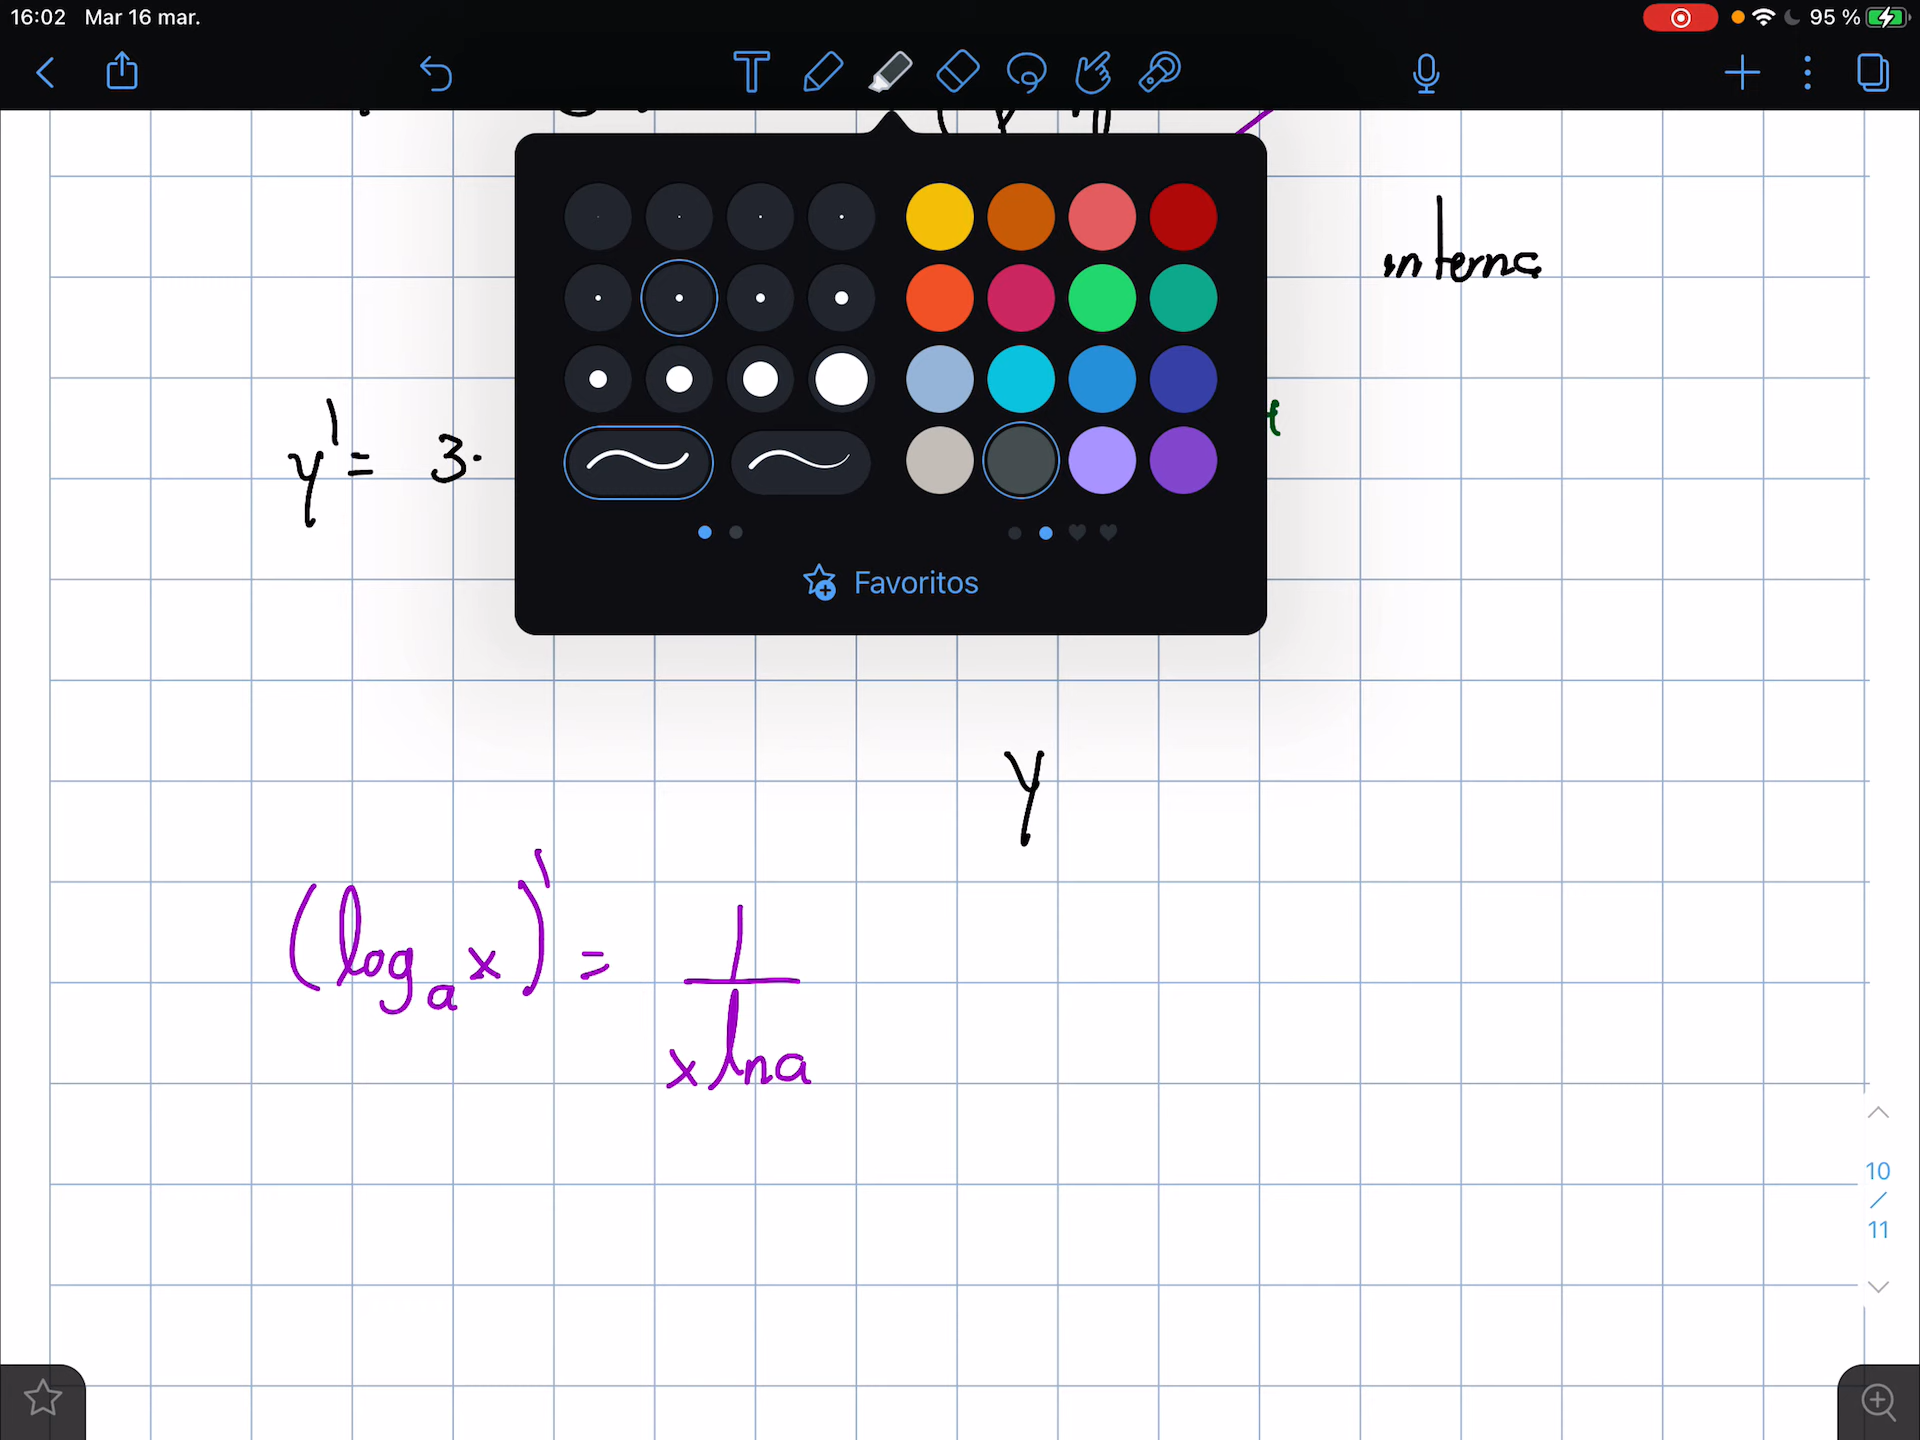 16:02 Mar 16 mar. 95 %
T
interna
y' = 3·
Favoritos
y
(log_a x)' = 1 / (x ln a)
10
/
11